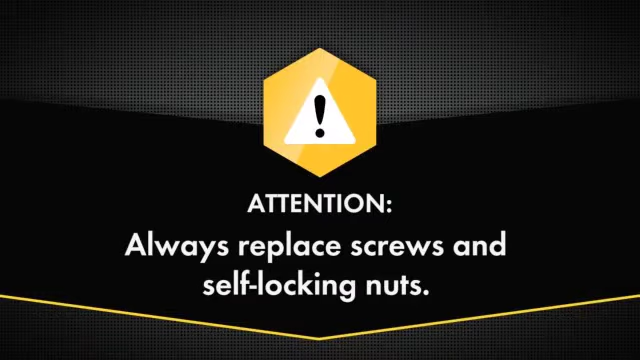 ATTENTION:
Always replace screws and
self-locking nuts.